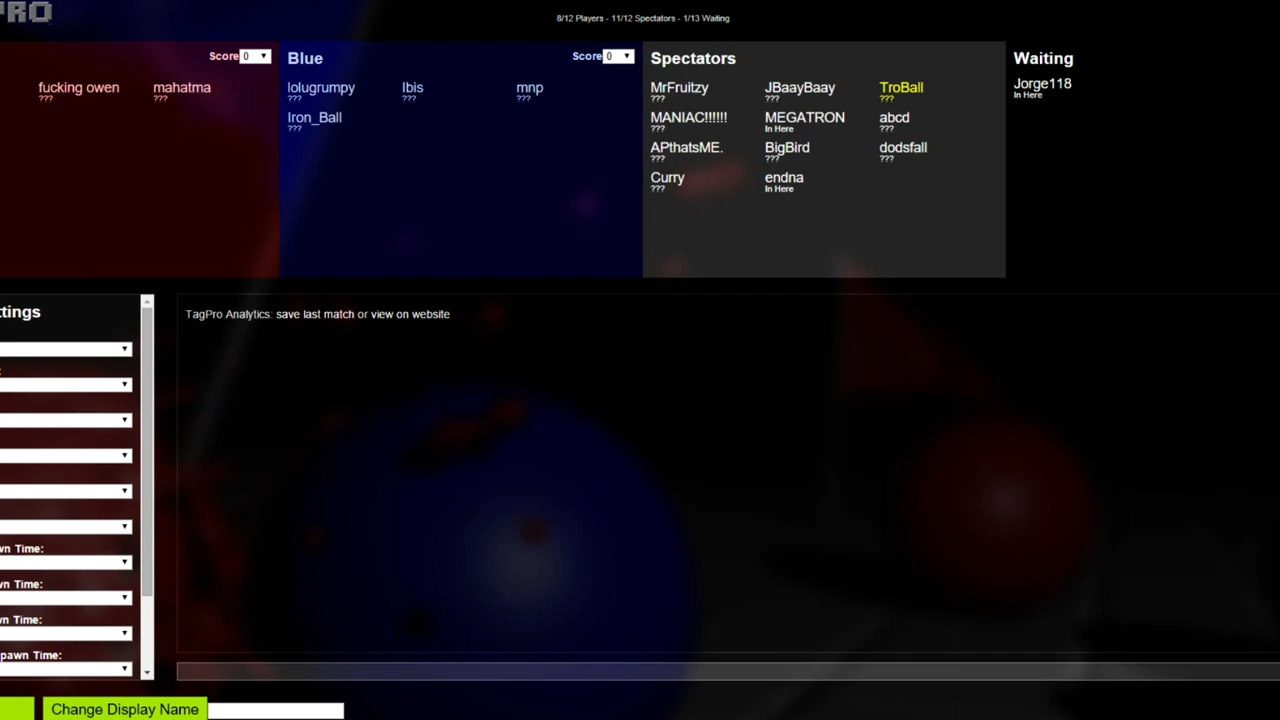 PRO
8/12 Players - 11/12 Spectators - 1/13 Waiting
Score 0
Blue
Score 0
Spectators
Waiting
fucking owen
mahatma
???
???
lolugrumpy
Ibis
mnp
???
???
???
Iron_Ball
???
MrFruitzy
JBaayBaay
TroBall
???
???
???
MANIAC!!!!!!
MEGATRON
abcd
???
In Here
???
APthatsME.
BigBird
dodsfall
???
???
???
Curry
endna
???
In Here
Jorge118
In Here
ttings
:
wn Time:
wn Time:
wn Time:
pawn Time:
TagPro Analytics: save last match or view on website
Change Display Name